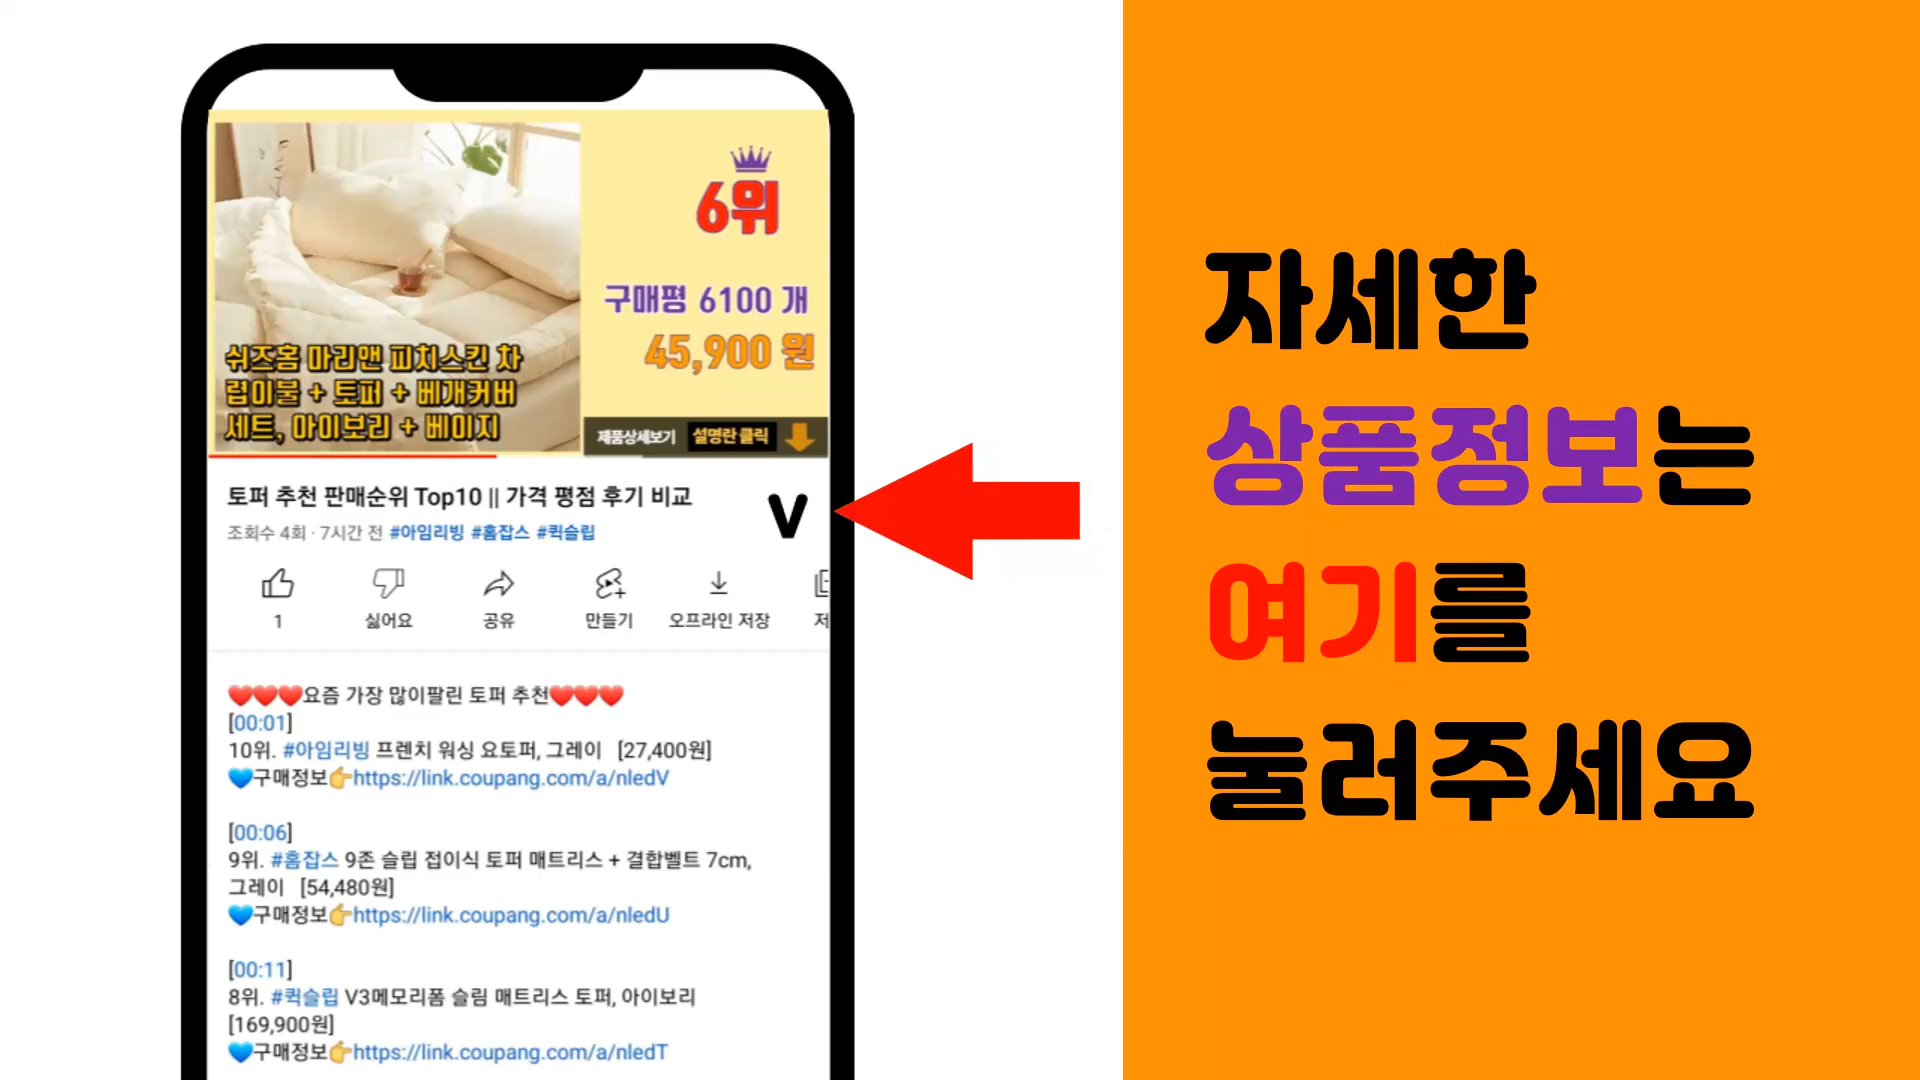 6위
구매평 6100 개
45,900 원
쉬즈홈 마리앤 피치스킨 차
렵이불 + 토퍼 + 베개커버
세트, 아이보리 + 베이지
제품상세보기 설명란 클릭
토퍼 추천 판매순위 Top10 || 가격 평점 후기 비교
V
조회수 4회 · 7시간 전 #아임리빙 #홈잡스 #퀵슬립
1 싫어요 공유 만들기 오프라인 저장 저
❤️❤️❤️요즘 가장 많이팔린 토퍼 추천❤️❤️❤️
[00:01]
10위. #아임리빙 프렌치 워싱 요토퍼, 그레이 [27,400원]
💙구매정보👉https://link.coupang.com/a/nledV
[00:06]
9위. #홈잡스 9존 슬립 접이식 토퍼 매트리스 + 결합벨트 7cm,
그레이 [54,480원]
💙구매정보👉https://link.coupang.com/a/nledU
[00:11]
8위. #퀵슬립 V3메모리폼 슬림 매트리스 토퍼, 아이보리
[169,900원]
💙구매정보👉https://link.coupang.com/a/nledT
자세한
상품정보는
여기를
눌러주세요